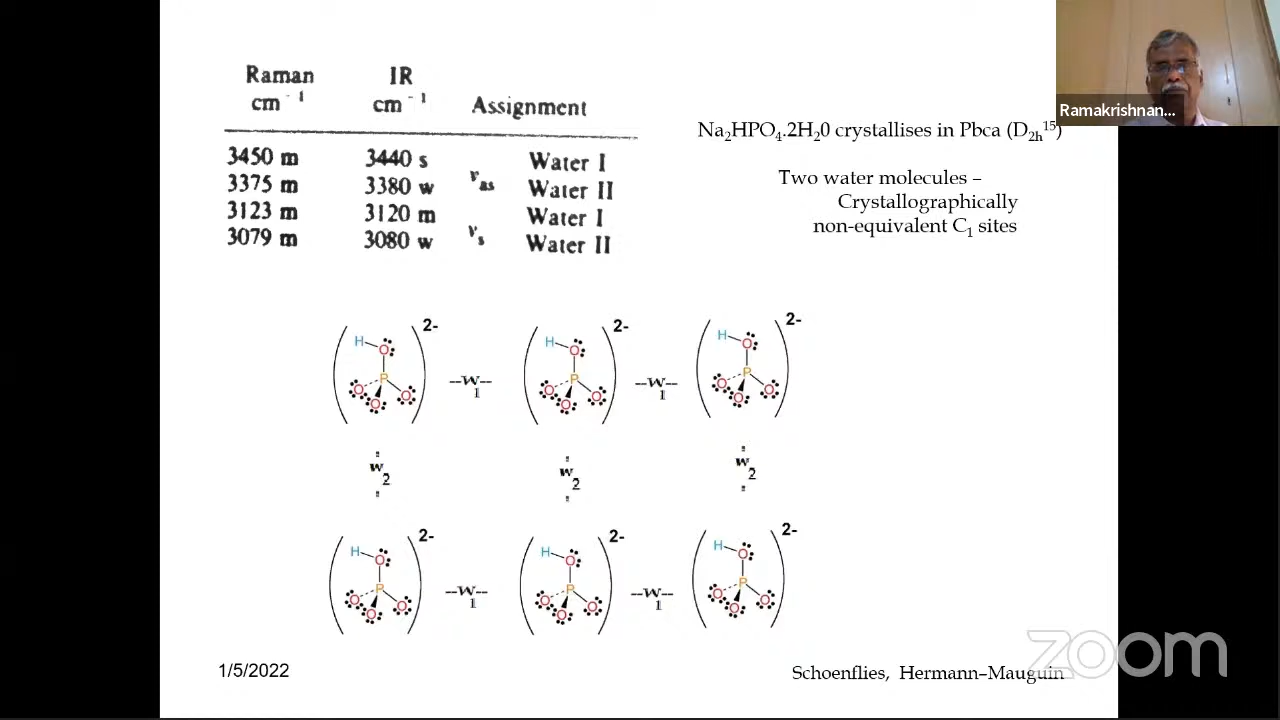 Raman IR
cm⁻¹ cm⁻¹ Assignment
3450 m 3440 s Water I
3375 m 3380 w νas Water II
3123 m 3120 m Water I
3079 m 3080 w νs Water II
Na₂HPO₄.2H₂0 crystallises in Pbca (D₂ₕ¹⁵)
Two water molecules –
Crystallographically
non-equivalent C₁ sites
Ramakrishnan...
2- 2- 2-
H O H O H O
P --w-- P --w-- P
1 1
O O O O O O O O O
w w w
2 2 2
2- 2- 2-
H O H O H O
P --w-- P --w-- P
1 1
O O O O O O O O O
1/5/2022
Schoenflies, Hermann–Mauguin
zoom